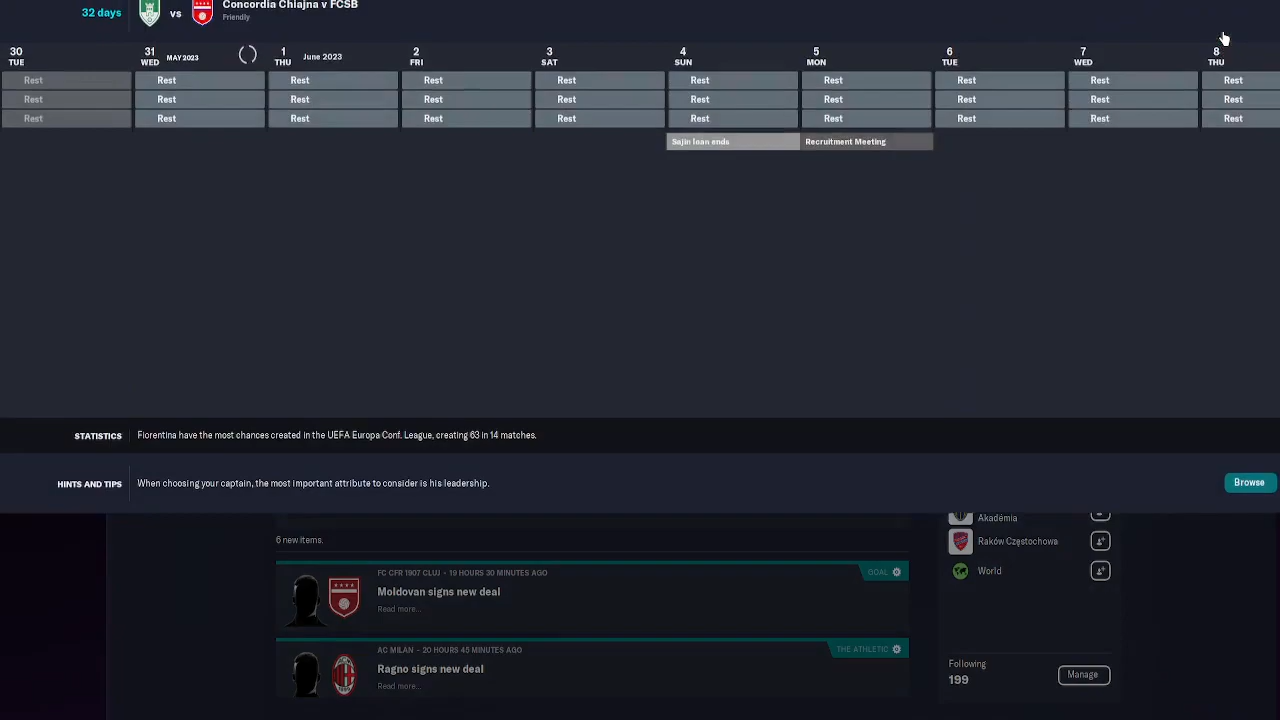 Concordia Chiajna v FCSB
32 days
vs
Friendly
30 31 1 2 3 4 5 6 7 8
TUE WED MAY 2023 THU June 2023 FRI SAT SUN MON TUE WED THU
Rest Rest Rest Rest Rest Rest Rest Rest Rest Rest
Rest Rest Rest Rest Rest Rest Rest Rest Rest Rest
Rest Rest Rest Rest Rest Rest Rest Rest Rest Rest
Sajin loan ends Recruitment Meeting
STATISTICS Fiorentina have the most chances created in the UEFA Europa Conf. League, creating 63 in 14 matches.
HINTS AND TIPS When choosing your captain, the most important attribute to consider is his leadership. Browse
Akadémia
6 new items.
Raków Częstochowa
FC CFR 1907 CLUJ - 19 HOURS 30 MINUTES AGO GOAL
World
Moldovan signs new deal
Read more...
AC MILAN - 20 HOURS 45 MINUTES AGO THE ATHLETIC
Ragno signs new deal
Following
199 Manage
Read more...